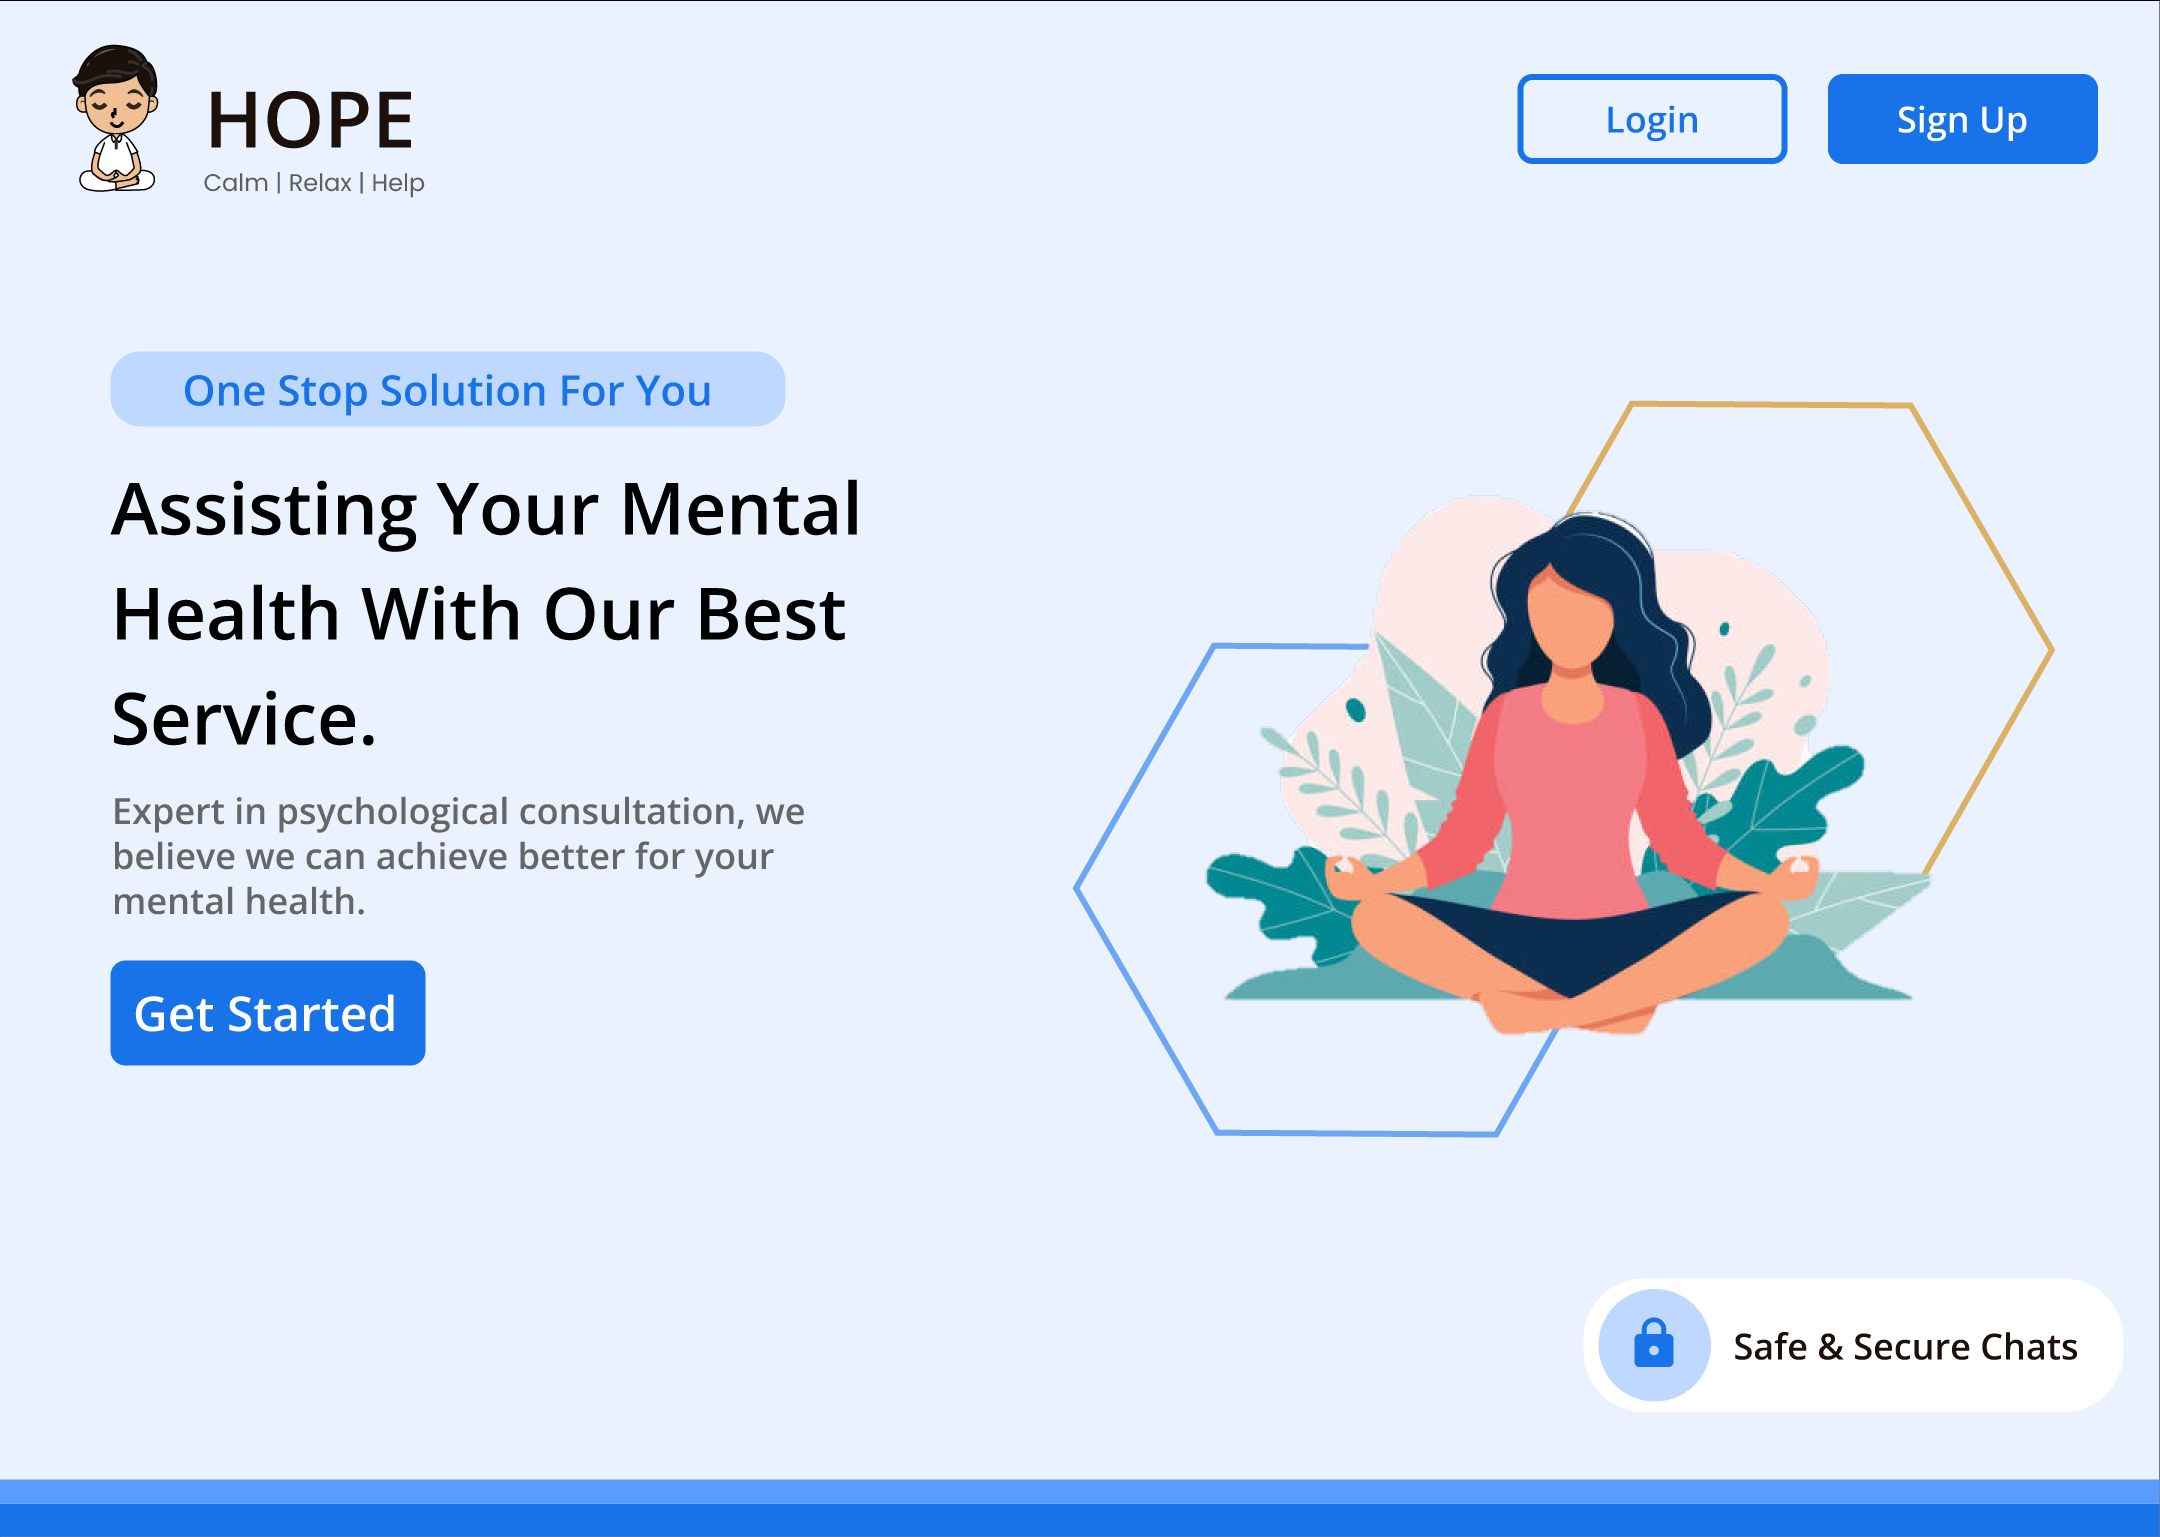 HOPE
Calm | Relax | Help
Login
Sign Up
One Stop Solution For You
Assisting Your Mental
Health With Our Best
Service.
Expert in psychological consultation, we
believe we can achieve better for your
mental health.
Get Started
Safe & Secure Chats